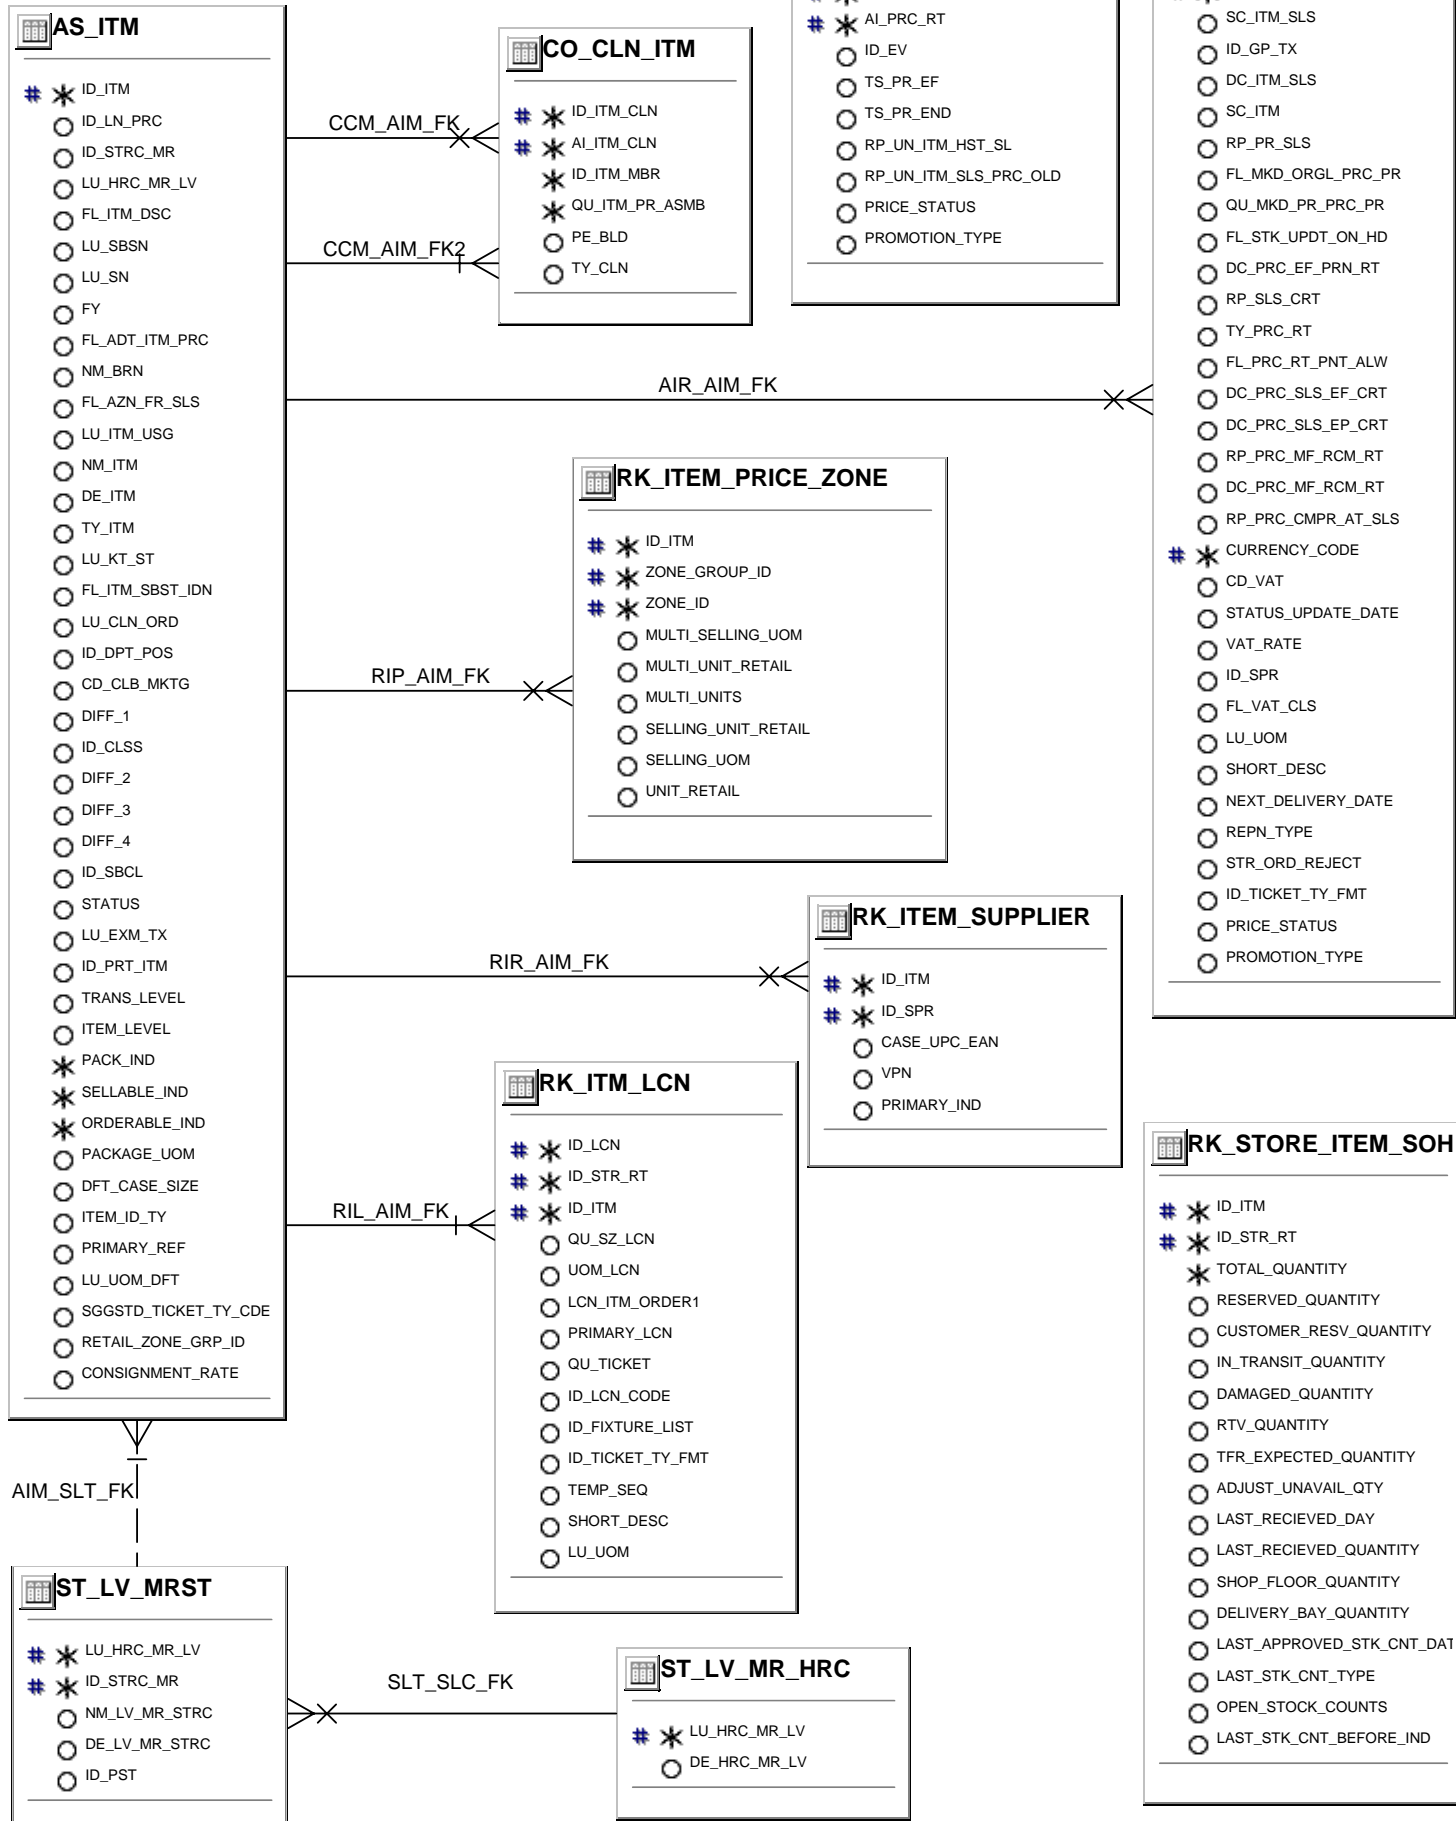 AS_ITM
# * ID_ITM
ID_LN_PRC
ID_STRC_MR
LU_HRC_MR_LV
FL_ITM_DSC
LU_SBSN
LU_SN
FY
FL_ADT_ITM_PRC
NM_BRN
FL_AZN_FR_SLS
LU_ITM_USG
NM_ITM
DE_ITM
TY_ITM
LU_KT_ST
FL_ITM_SBST_IDN
LU_CLN_ORD
ID_DPT_POS
CD_CLB_MKTG
DIFF_1
ID_CLSS
DIFF_2
DIFF_3
DIFF_4
ID_SBCL
STATUS
LU_EXM_TX
ID_PRT_ITM
TRANS_LEVEL
ITEM_LEVEL
* PACK_IND
* SELLABLE_IND
* ORDERABLE_IND
PACKAGE_UOM
DFT_CASE_SIZE
ITEM_ID_TY
PRIMARY_REF
LU_UOM_DFT
SGGSTD_TICKET_TY_CDE
RETAIL_ZONE_GRP_ID
CONSIGNMENT_RATE
CCM_AIM_FK
CCM_AIM_FK2
CO_CLN_ITM
# * ID_ITM_CLN
# * AI_ITM_CLN
* ID_ITM_MBR
* QU_ITM_PR_ASMB
PE_BLD
TY_CLN
# * AI_PRC_RT
ID_EV
TS_PR_EF
TS_PR_END
RP_UN_ITM_HST_SL
RP_UN_ITM_SLS_PRC_OLD
PRICE_STATUS
PROMOTION_TYPE
AIR_AIM_FK
SC_ITM_SLS
ID_GP_TX
DC_ITM_SLS
SC_ITM
RP_PR_SLS
FL_MKD_ORGL_PRC_PR
QU_MKD_PR_PRC_PR
FL_STK_UPDT_ON_HD
DC_PRC_EF_PRN_RT
RP_SLS_CRT
TY_PRC_RT
FL_PRC_RT_PNT_ALW
DC_PRC_SLS_EF_CRT
DC_PRC_SLS_EP_CRT
RP_PRC_MF_RCM_RT
DC_PRC_MF_RCM_RT
RP_PRC_CMPR_AT_SLS
# * CURRENCY_CODE
CD_VAT
STATUS_UPDATE_DATE
VAT_RATE
ID_SPR
FL_VAT_CLS
LU_UOM
SHORT_DESC
NEXT_DELIVERY_DATE
REPN_TYPE
STR_ORD_REJECT
ID_TICKET_TY_FMT
PRICE_STATUS
PROMOTION_TYPE
RIP_AIM_FK
RK_ITEM_PRICE_ZONE
# * ID_ITM
# * ZONE_GROUP_ID
# * ZONE_ID
MULTI_SELLING_UOM
MULTI_UNIT_RETAIL
MULTI_UNITS
SELLING_UNIT_RETAIL
SELLING_UOM
UNIT_RETAIL
RIR_AIM_FK
RK_ITEM_SUPPLIER
# * ID_ITM
# * ID_SPR
CASE_UPC_EAN
VPN
PRIMARY_IND
RIL_AIM_FK
RK_ITM_LCN
# * ID_LCN
# * ID_STR_RT
# * ID_ITM
QU_SZ_LCN
UOM_LCN
LCN_ITM_ORDER1
PRIMARY_LCN
QU_TICKET
ID_LCN_CODE
ID_FIXTURE_LIST
ID_TICKET_TY_FMT
TEMP_SEQ
SHORT_DESC
LU_UOM
RK_STORE_ITEM_SOH
# * ID_ITM
# * ID_STR_RT
* TOTAL_QUANTITY
RESERVED_QUANTITY
CUSTOMER_RESV_QUANTITY
IN_TRANSIT_QUANTITY
DAMAGED_QUANTITY
RTV_QUANTITY
TFR_EXPECTED_QUANTITY
ADJUST_UNAVAIL_QTY
LAST_RECIEVED_DAY
LAST_RECIEVED_QUANTITY
SHOP_FLOOR_QUANTITY
DELIVERY_BAY_QUANTITY
LAST_APPROVED_STK_CNT_DAT
LAST_STK_CNT_TYPE
OPEN_STOCK_COUNTS
LAST_STK_CNT_BEFORE_IND
AIM_SLT_FK
ST_LV_MRST
# * LU_HRC_MR_LV
# * ID_STRC_MR
NM_LV_MR_STRC
DE_LV_MR_STRC
ID_PST
SLT_SLC_FK
ST_LV_MR_HRC
# * LU_HRC_MR_LV
DE_HRC_MR_LV